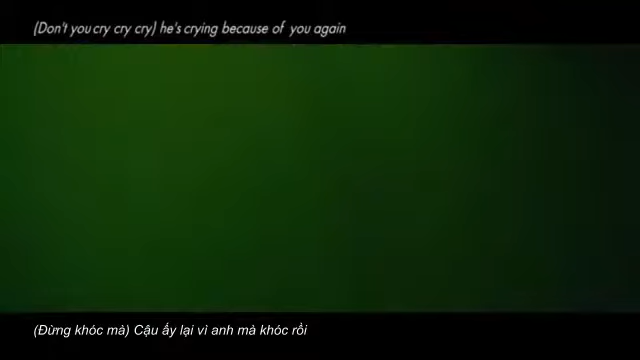 (Don't you cry cry cry) he's crying because of you again
(Đừng khóc mà) Cậu ấy lại vì anh mà khóc rồi